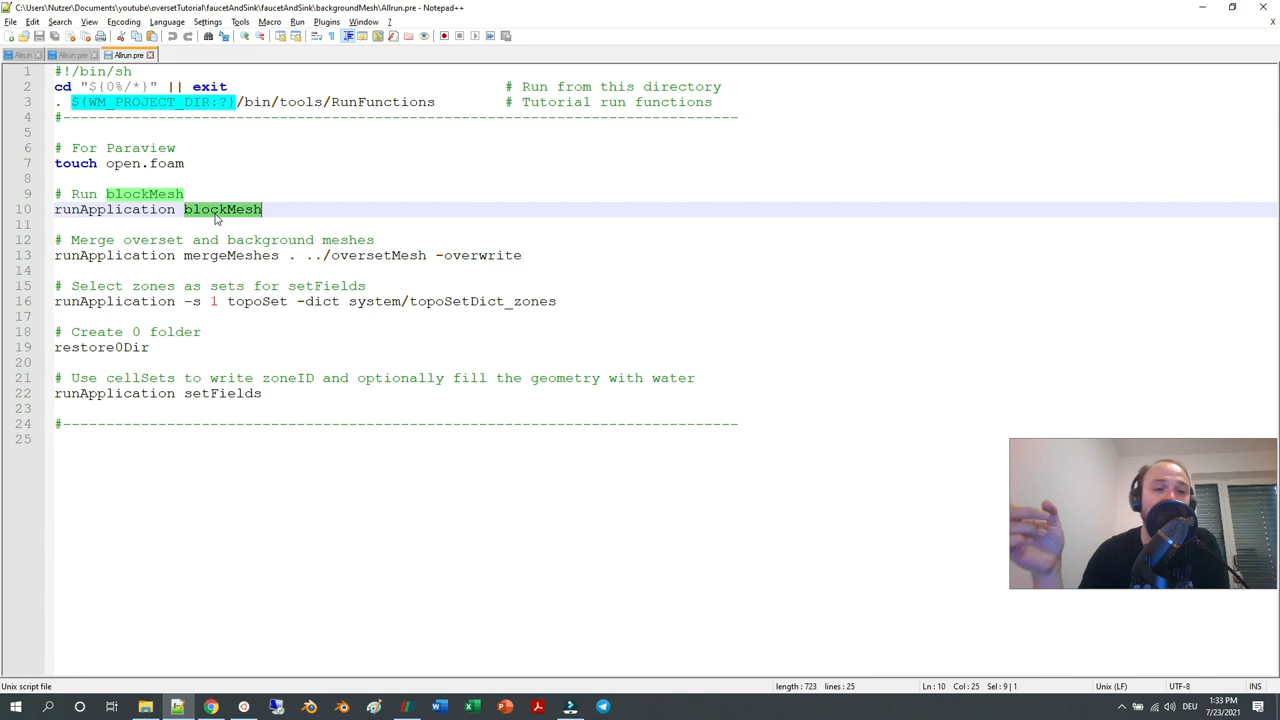 C:\Users\Nutzer\youtube\oversetTutorial\faucetAndSink\faucetAndSink\backgroundMesh\Allrun.pre - Notepad++
File Edit Search View Encoding Language Settings Tools Macro Run Plugins Window ?
Allrun Allrun.pre Allrun.pre
1 #!/bin/sh
2 cd "${0%/*}" || exit # Run from this directory
3 . ${WM_PROJECT_DIR:?}/bin/tools/RunFunctions # Tutorial run functions
4 #------------------------------------------------------------------------------
5
6 # For Paraview
7 touch open.foam
8
9 # Run blockMesh
10 runApplication blockMesh
11
12 # Merge overset and background meshes
13 runApplication mergeMeshes . ../oversetMesh -overwrite
14
15 # Select zones as sets for setFields
16 runApplication -s 1 topoSet -dict system/topoSetDict_zones
17
18 # Create 0 folder
19 restore0Dir
20
21 # Use cellSets to write zoneID and optionally fill the geometry with water
22 runApplication setFields
23
24 #------------------------------------------------------------------------------
25
Unix script file length : 723 lines : 25 Ln : 10 Col : 25 Sel : 9 | 1 Unix (LF) UTF-8 INS
DEU 1:33 PM
7/23/2021